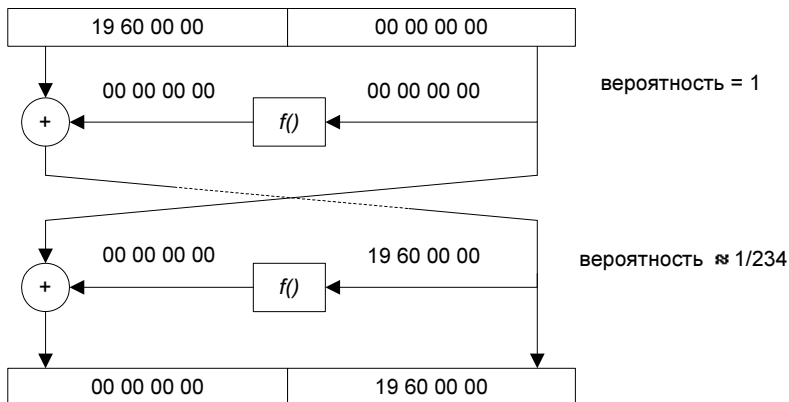 19 60 00 00 00 00 00 00
00 00 00 00 00 00 00 00 вероятность = 1
+ f()
00 00 00 00 19 60 00 00 вероятность ≈ 1/234
+ f()
00 00 00 00 19 60 00 00